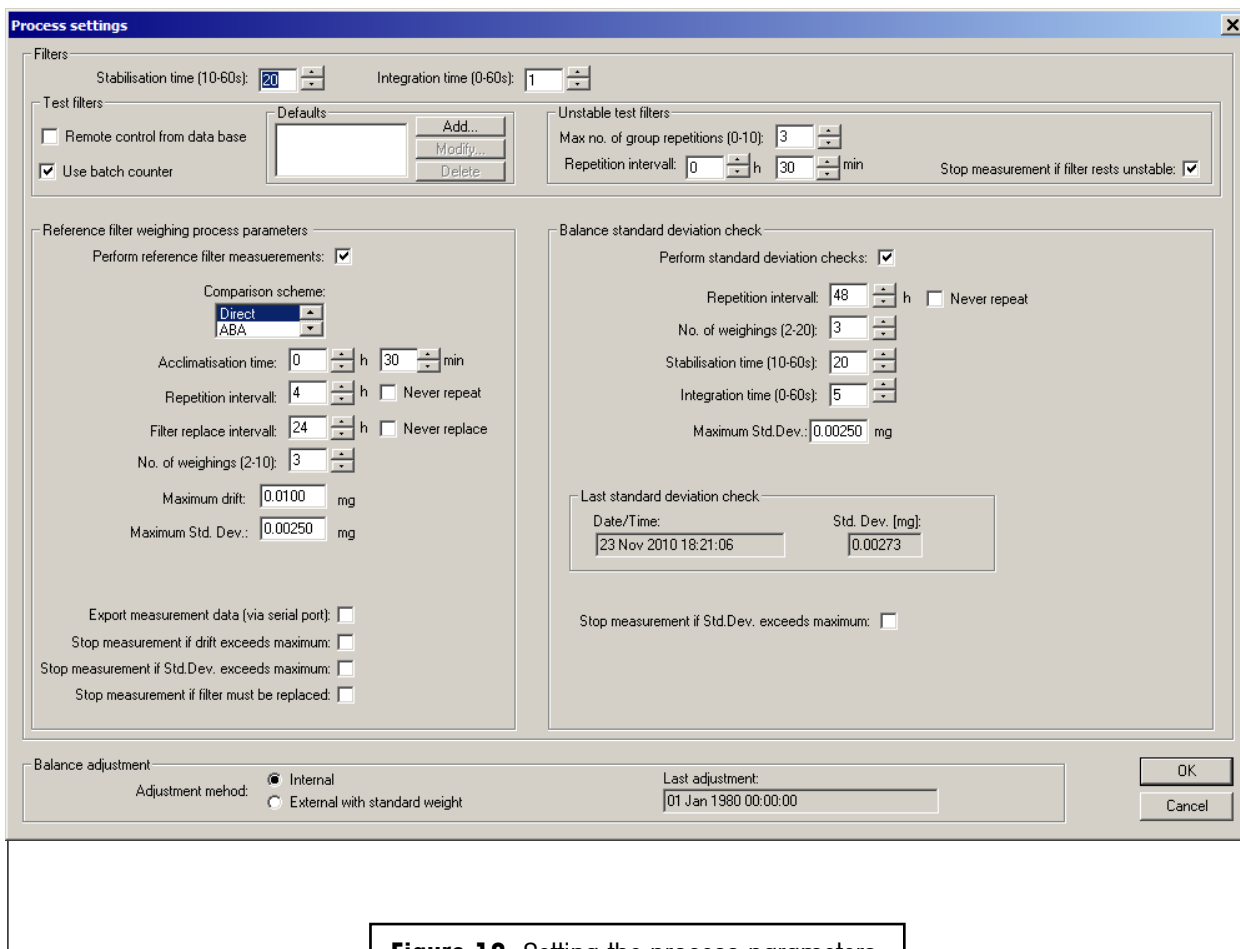 Process settings
Filters
Stabilisation time (10-60s): 20 Integration time (0-60s): 1
Test filters
Remote control from data base
Use batch counter
Defaults
Add...
Modify...
Delete
Unstable test filters
Max no. of group repetitions (0-10): 3
Repetition intervall: 0 h 30 min
Stop measurement if filter rests unstable:
Reference filter weighing process parameters
Perform reference filter measuerements:
Comparison scheme:
Direct
ABA
Acclimatisation time: 0 h 30 min
Repetition intervall: 4 h Never repeat
Filter replace intervall: 24 h Never replace
No. of weighings (2-10): 3
Maximum drift: 0.0100 mg
Maximum Std. Dev.: 0.00250 mg
Export measurement data (via serial port):
Stop measurement if drift exceeds maximum:
Stop measurement if Std.Dev. exceeds maximum:
Stop measurement if filter must be replaced:
Balance standard deviation check
Perform standard deviation checks:
Repetition intervall: 48 h Never repeat
No. of weighings (2-20): 3
Stabilisation time (10-60s): 20
Integration time (0-60s): 5
Maximum Std.Dev.: 0.00250 mg
Last standard deviation check
Date/Time: Std. Dev. [mg]:
23 Nov 2010 18:21:06 0.00273
Stop measurement if Std.Dev. exceeds maximum:
Balance adjustment
Adjustment mehod:
Internal
External with standard weight
Last adjustment:
01 Jan 1980 00:00:00
OK
Cancel
Setting the process parameters